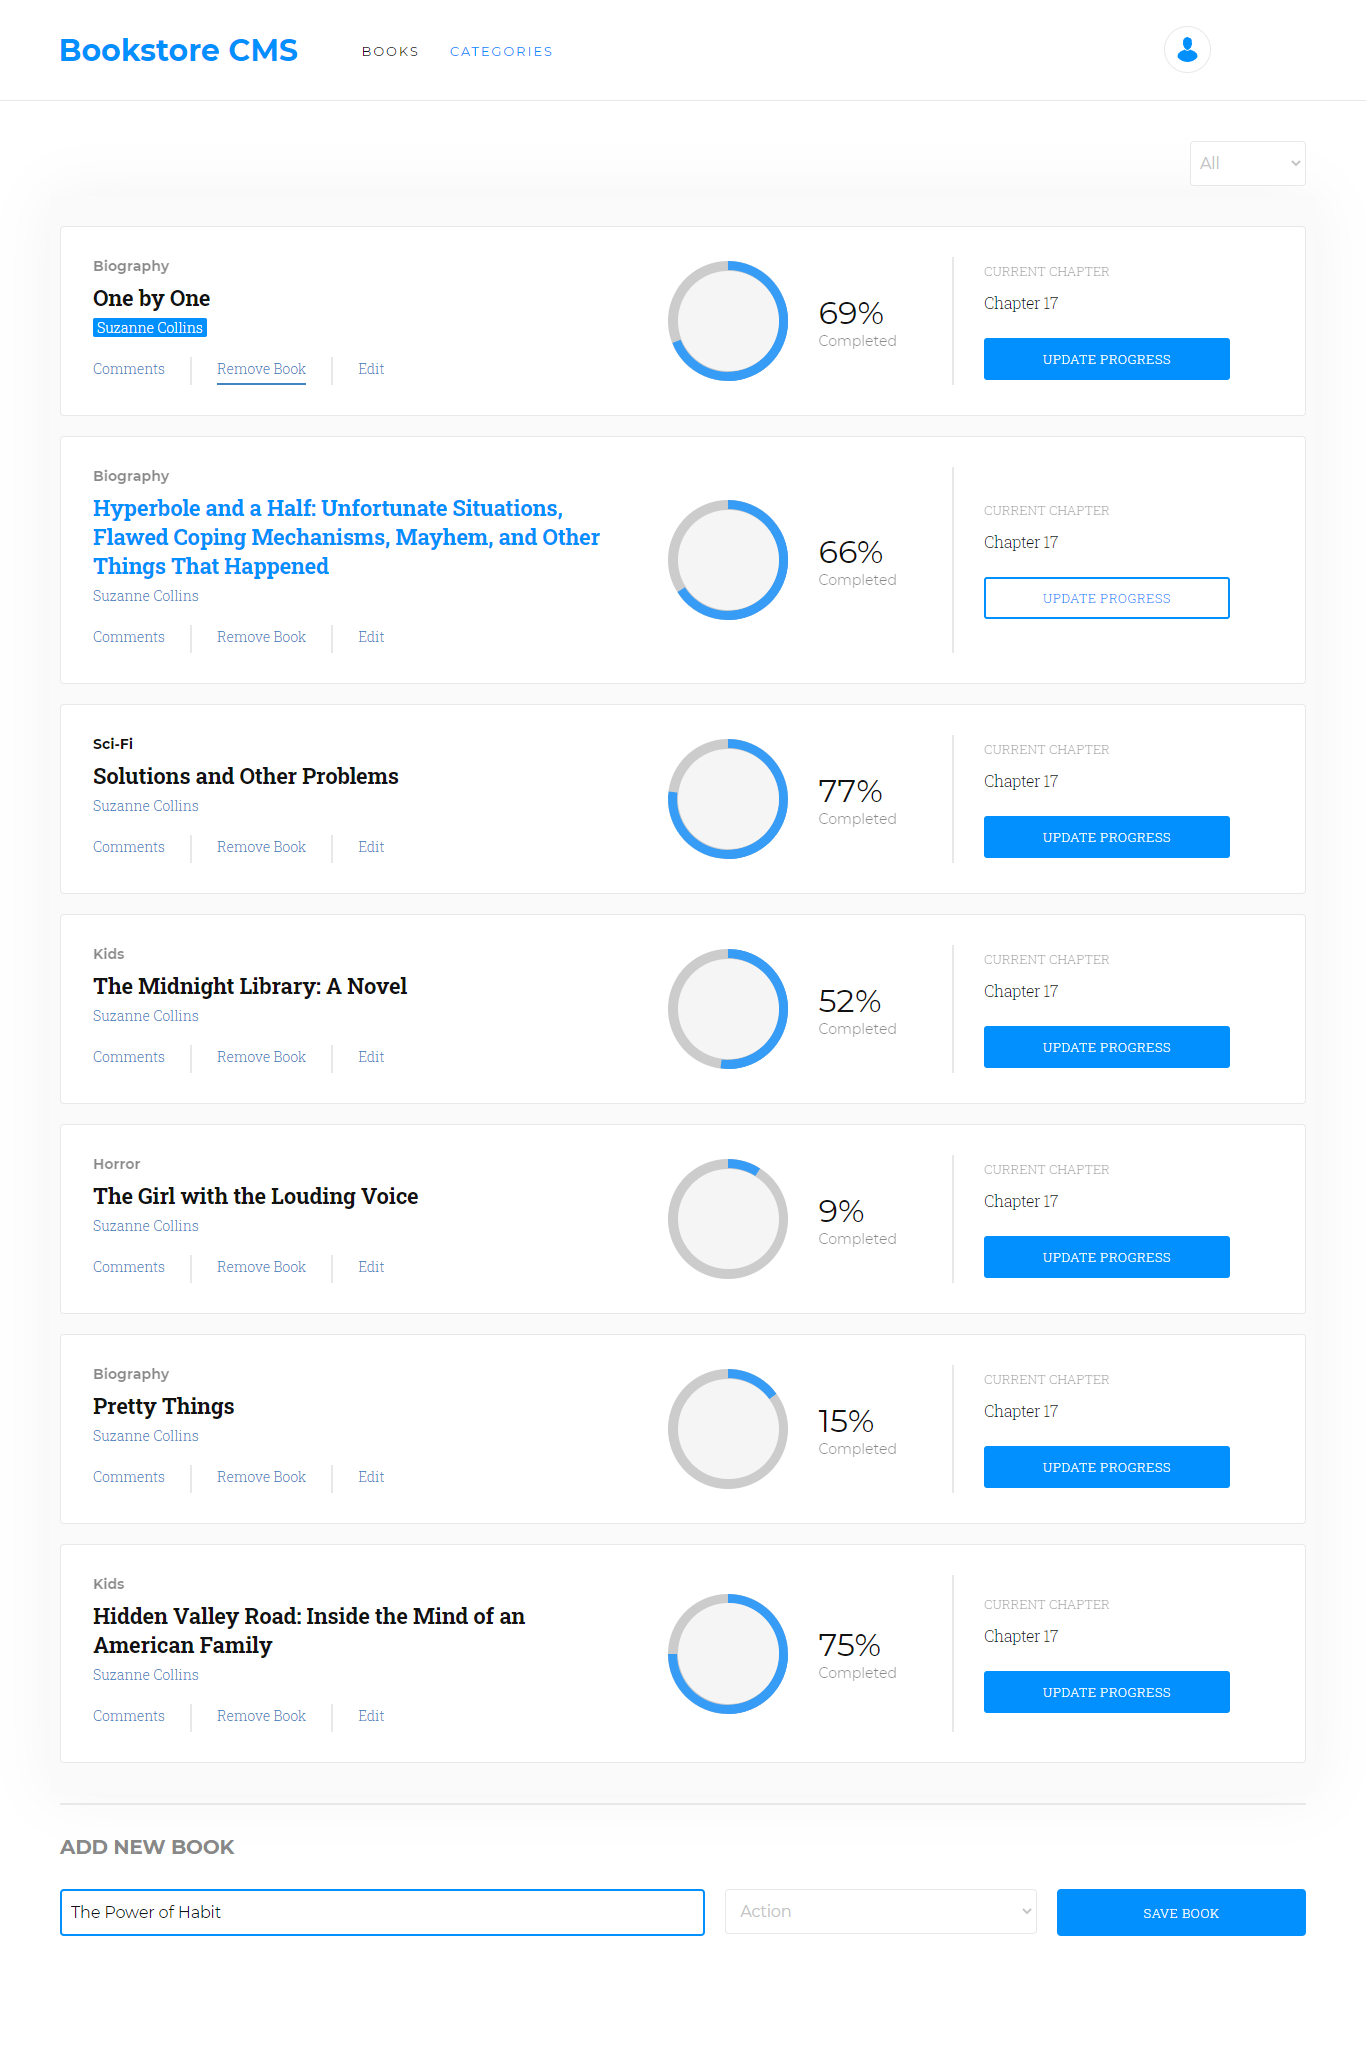 Bookstore CMS
BOOKS
CATEGORIES
All
Biography
One by One
Suzanne Collins
Comments
Remove Book
Edit
69%
Completed
CURRENT CHAPTER
Chapter 17
UPDATE PROGRESS
Biography
Hyperbole and a Half: Unfortunate Situations,
Flawed Coping Mechanisms, Mayhem, and Other
Things That Happened
Suzanne Collins
Comments
Remove Book
Edit
66%
Completed
CURRENT CHAPTER
Chapter 17
UPDATE PROGRESS
Sci-Fi
Solutions and Other Problems
Suzanne Collins
Comments
Remove Book
Edit
77%
Completed
CURRENT CHAPTER
Chapter 17
UPDATE PROGRESS
Kids
The Midnight Library: A Novel
Suzanne Collins
Comments
Remove Book
Edit
52%
Completed
CURRENT CHAPTER
Chapter 17
UPDATE PROGRESS
Horror
The Girl with the Louding Voice
Suzanne Collins
Comments
Remove Book
Edit
9%
Completed
CURRENT CHAPTER
Chapter 17
UPDATE PROGRESS
Biography
Pretty Things
Suzanne Collins
Comments
Remove Book
Edit
15%
Completed
CURRENT CHAPTER
Chapter 17
UPDATE PROGRESS
Kids
Hidden Valley Road: Inside the Mind of an
American Family
Suzanne Collins
Comments
Remove Book
Edit
75%
Completed
CURRENT CHAPTER
Chapter 17
UPDATE PROGRESS
ADD NEW BOOK
The Power of Habit
Action
SAVE BOOK